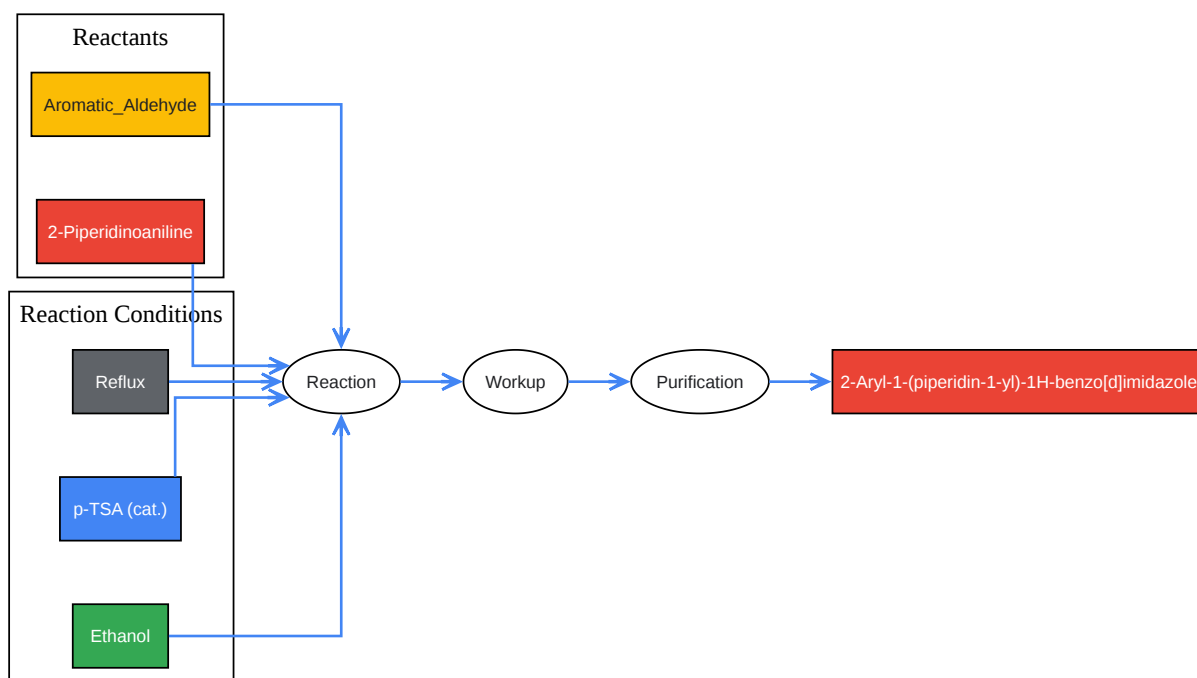 Reactants
Aromatic_Aldehyde
2-Piperidinoaniline
Reaction Conditions
Reflux
p-TSA (cat.)
Ethanol
Reaction
Workup
Purification
2-Aryl-1-(piperidin-1-yl)-1H-benzo[d]imidazole